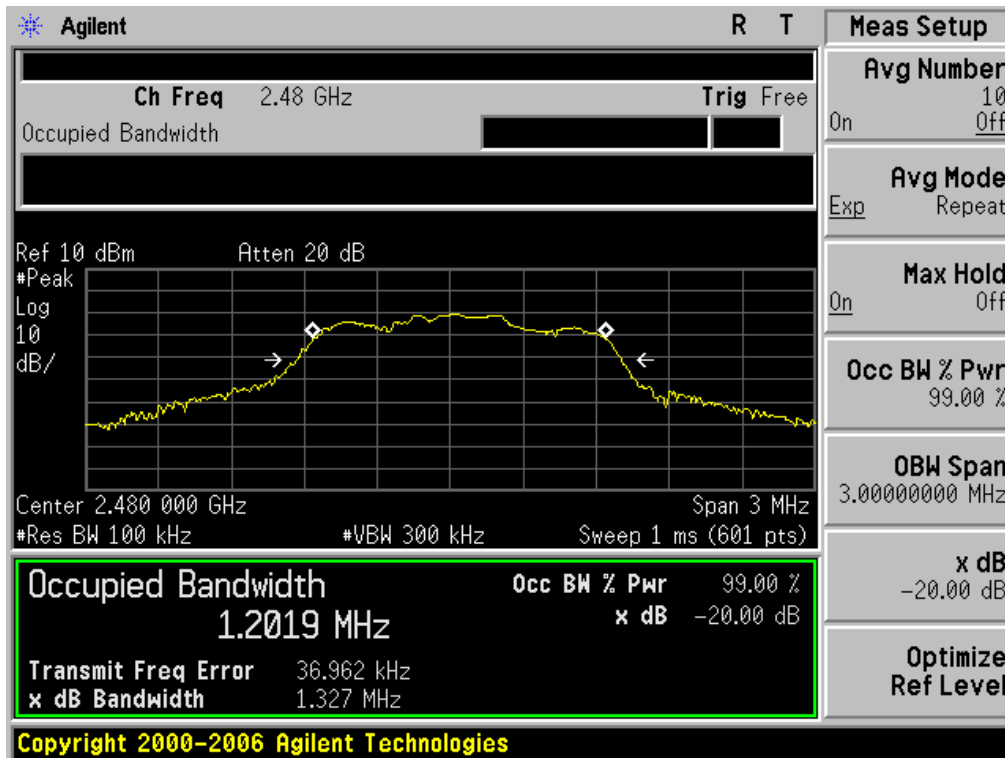 Agilent R T
Ch Freq 2.48 GHz Trig Free
Occupied Bandwidth
Ref 10 dBm Atten 20 dB
#Peak
Log
10
dB/
Center 2.480 000 GHz Span 3 MHz
#Res BW 100 kHz #VBW 300 kHz Sweep 1 ms (601 pts)
Occupied Bandwidth Occ BW % Pwr 99.00 %
1.2019 MHz x dB -20.00 dB
Transmit Freq Error 36.962 kHz
x dB Bandwidth 1.327 MHz
Copyright 2000-2006 Agilent Technologies
Meas Setup
Avg Number
10
On Off
Avg Mode
Exp Repeat
Max Hold
On Off
Occ BW % Pwr
99.00 %
OBW Span
3.00000000 MHz
x dB
-20.00 dB
Optimize
Ref Level